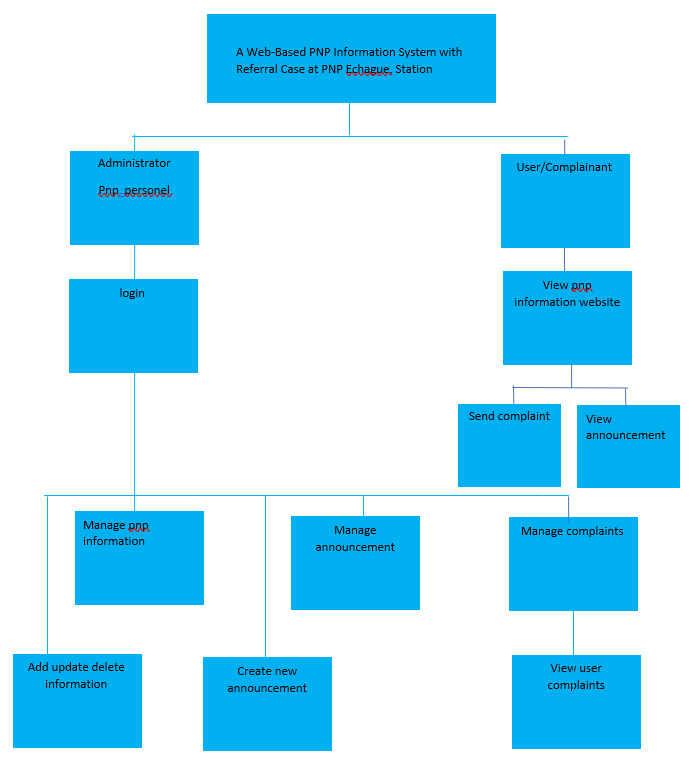 A Web-Based PNP Information System with
Referral Case at PNP Echague, Station
Administrator
Pnp personel
User/Complainant
login
View pnp
information website
Send complaint
View
announcement
Manage pnp
information
Manage
announcement
Manage complaints
Add update delete
information
Create new
announcement
View user
complaints